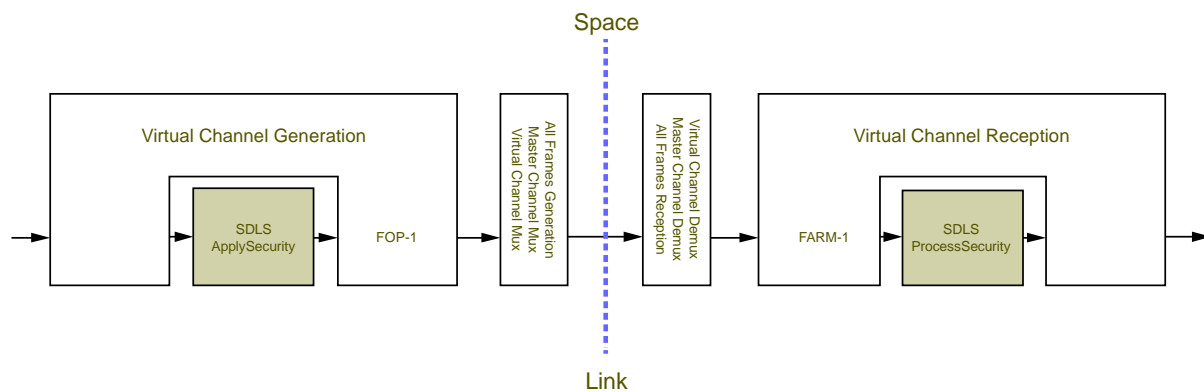 Space
Virtual Channel Generation
SDLS
ApplySecurity
FOP-1
All Frames Generation
Master Channel Mux
Virtual Channel Mux
Virtual Channel Demux
Master Channel Demux
All Frames Reception
Virtual Channel Reception
FARM-1
SDLS
ProcessSecurity
Link